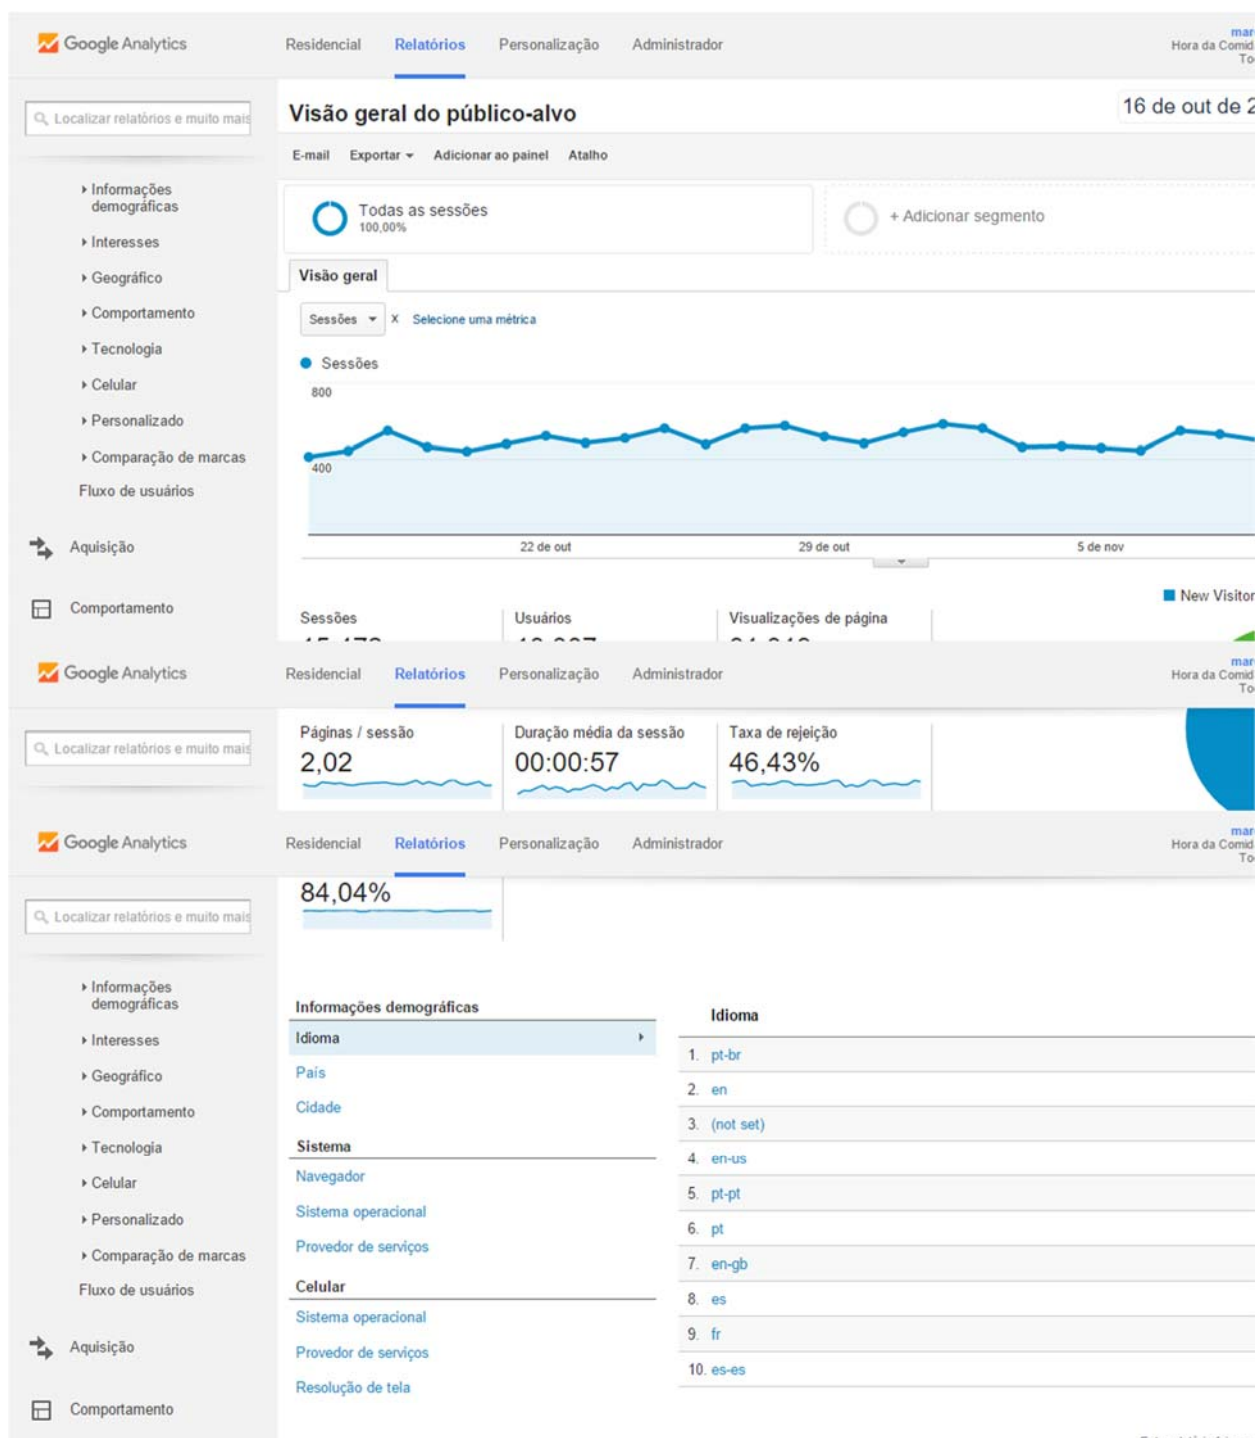 Google Analytics
Residencial Relatórios Personalização Administrador
Hora da Comid
Localizar relatórios e muito mais
Visão geral do público-alvo
16 de out de 2
E-mail Exportar Adicionar ao painel Atalho
Informações
demográficas
Interesses
Geográfico
Comportamento
Tecnologia
Celular
Personalizado
Comparação de marcas
Fluxo de usuários
Aquisição
Comportamento
Todas as sessões
100,00%
+ Adicionar segmento
Visão geral
Sessões X Selecione uma métrica
Sessões
800
400
22 de out 29 de out 5 de nov
New Visitor
Sessões Usuários Visualizações de página
Google Analytics
Residencial Relatórios Personalização Administrador
mar
Hora da Comid
To
Localizar relatórios e muito mais
Páginas / sessão Duração média da sessão Taxa de rejeição
2,02 00:00:57 46,43%
Google Analytics
Residencial Relatórios Personalização Administrador
mar
Hora da Comid
To
Localizar relatórios e muito mais
84,04%
Informações
demográficas
Interesses
Geográfico
Comportamento
Tecnologia
Celular
Personalizado
Comparação de marcas
Fluxo de usuários
Aquisição
Comportamento
Informações demográficas
Idioma
País
Cidade
Sistema
Navegador
Sistema operacional
Provedor de serviços
Celular
Sistema operacional
Provedor de serviços
Resolução de tela
Idioma
1. pt-br
2. en
3. (not set)
4. en-us
5. pt-pt
6. pt
7. en-gb
8. es
9. fr
10. es-es